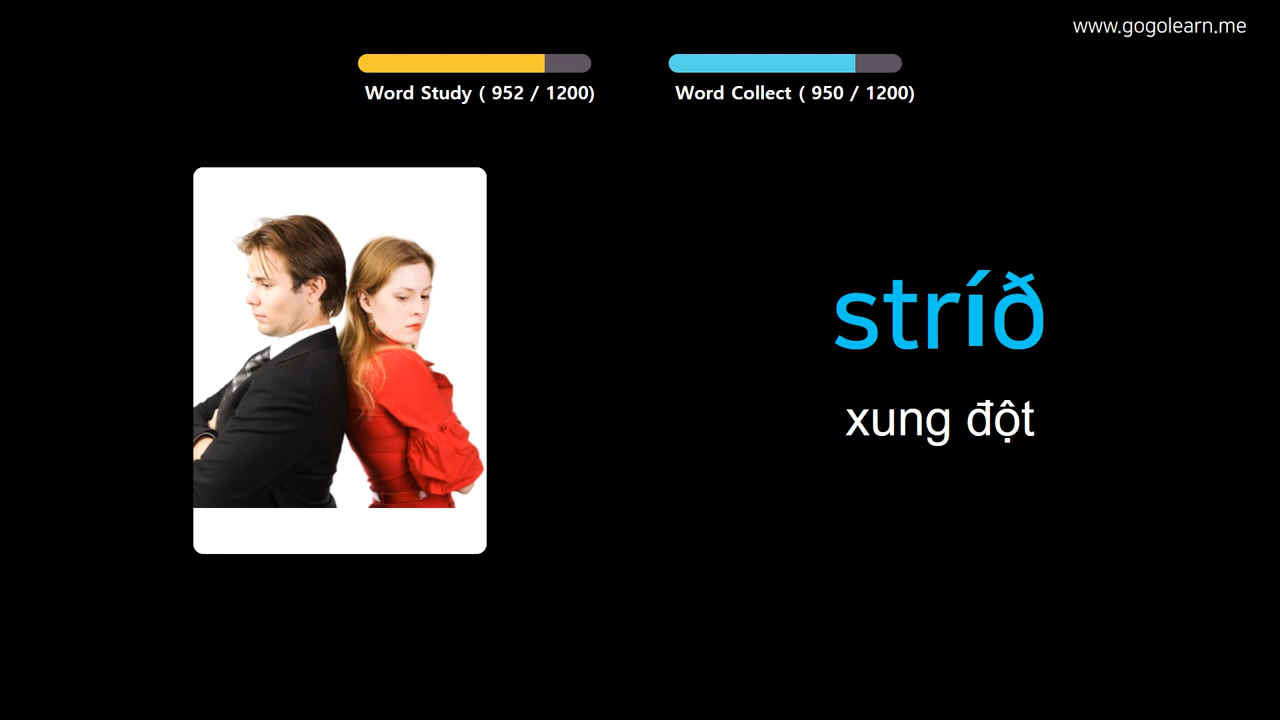 www.gogolearn.me
Word Study ( 952 / 1200)
Word Collect ( 950 / 1200)
stríð
xung đột